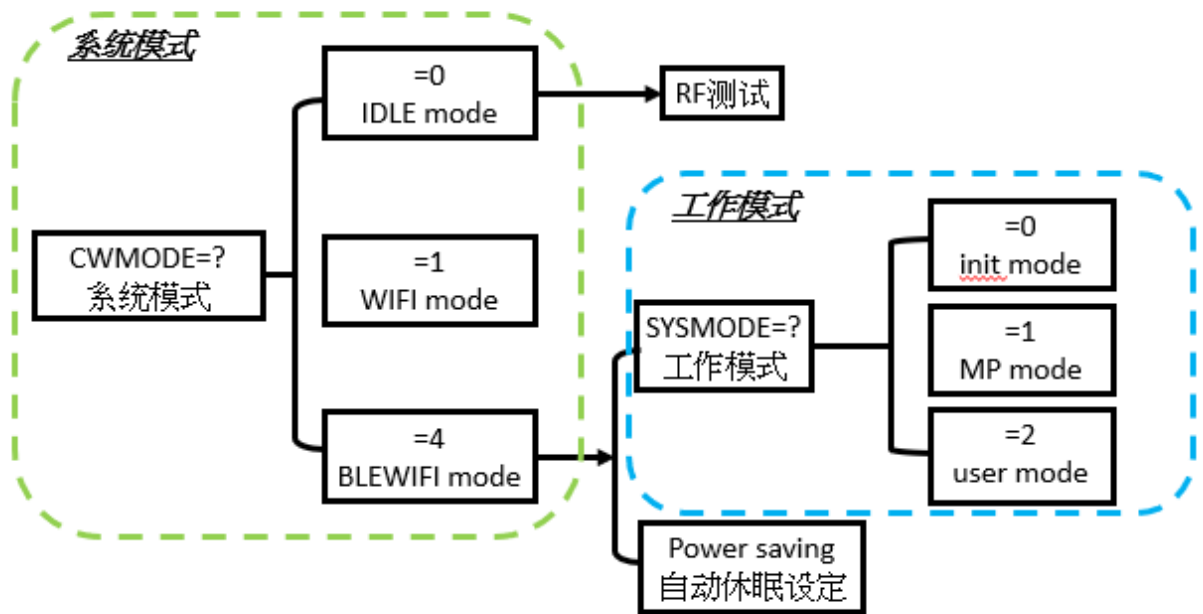 系统模式
=0
IDLE mode
RF测试
CWMODE=?
系统模式
=1
WIFI mode
=4
BLEWIFI mode
工作模式
SYSMODE=?
工作模式
=0
init mode
=1
MP mode
=2
user mode
Power saving
自动休眠设定